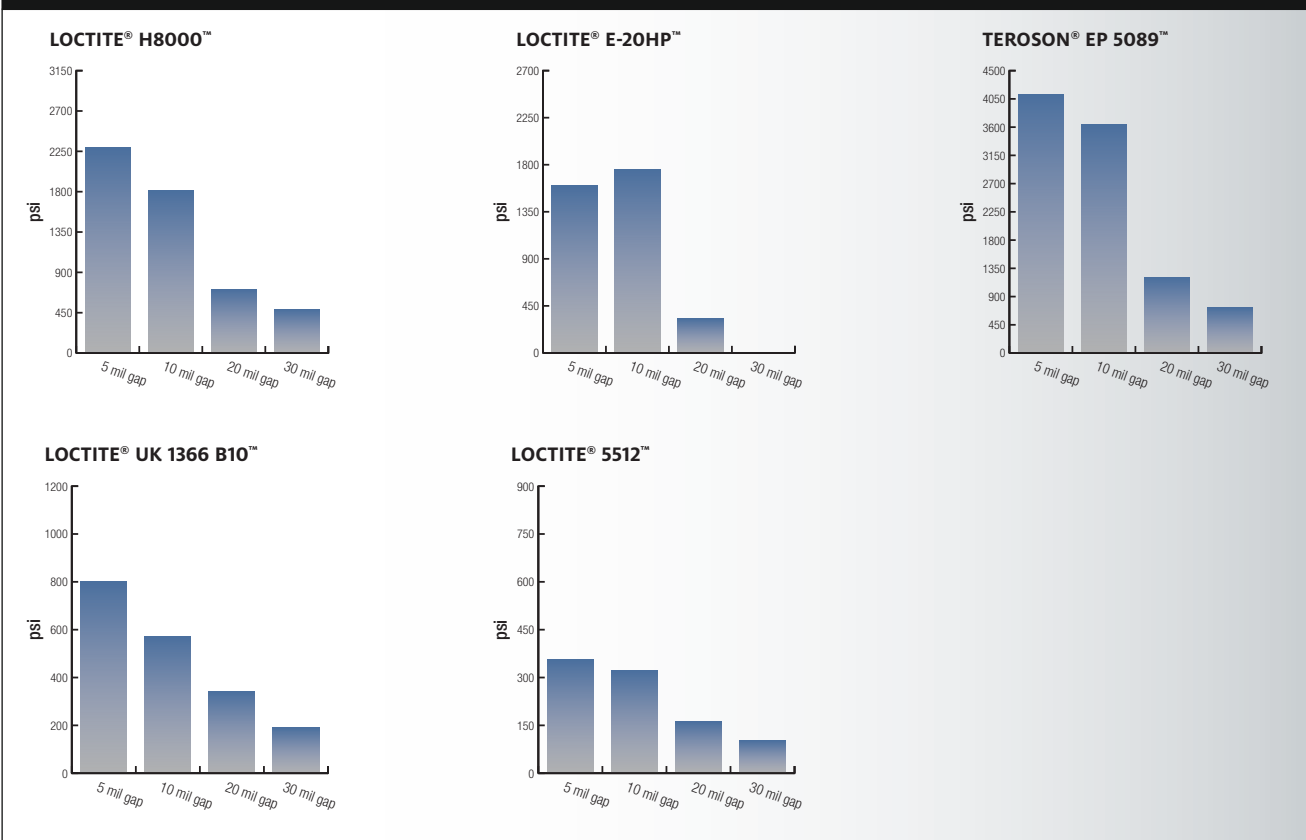 LOCTITE® H8000™
3150
2700
2250
1800
1350
900
450
0
psi
5 mil gap
10 mil gap
20 mil gap
30 mil gap
LOCTITE® E-20HP™
2700
2250
1800
1350
900
450
0
psi
5 mil gap
10 mil gap
20 mil gap
30 mil gap
TEROSON® EP 5089™
4500
4050
3600
3150
2700
2250
1800
1350
900
450
0
psi
5 mil gap
10 mil gap
20 mil gap
30 mil gap
LOCTITE® UK 1366 B10™
1200
1000
800
600
400
200
0
psi
5 mil gap
10 mil gap
20 mil gap
30 mil gap
LOCTITE® 5512™
900
750
600
450
300
150
0
psi
5 mil gap
10 mil gap
20 mil gap
30 mil gap